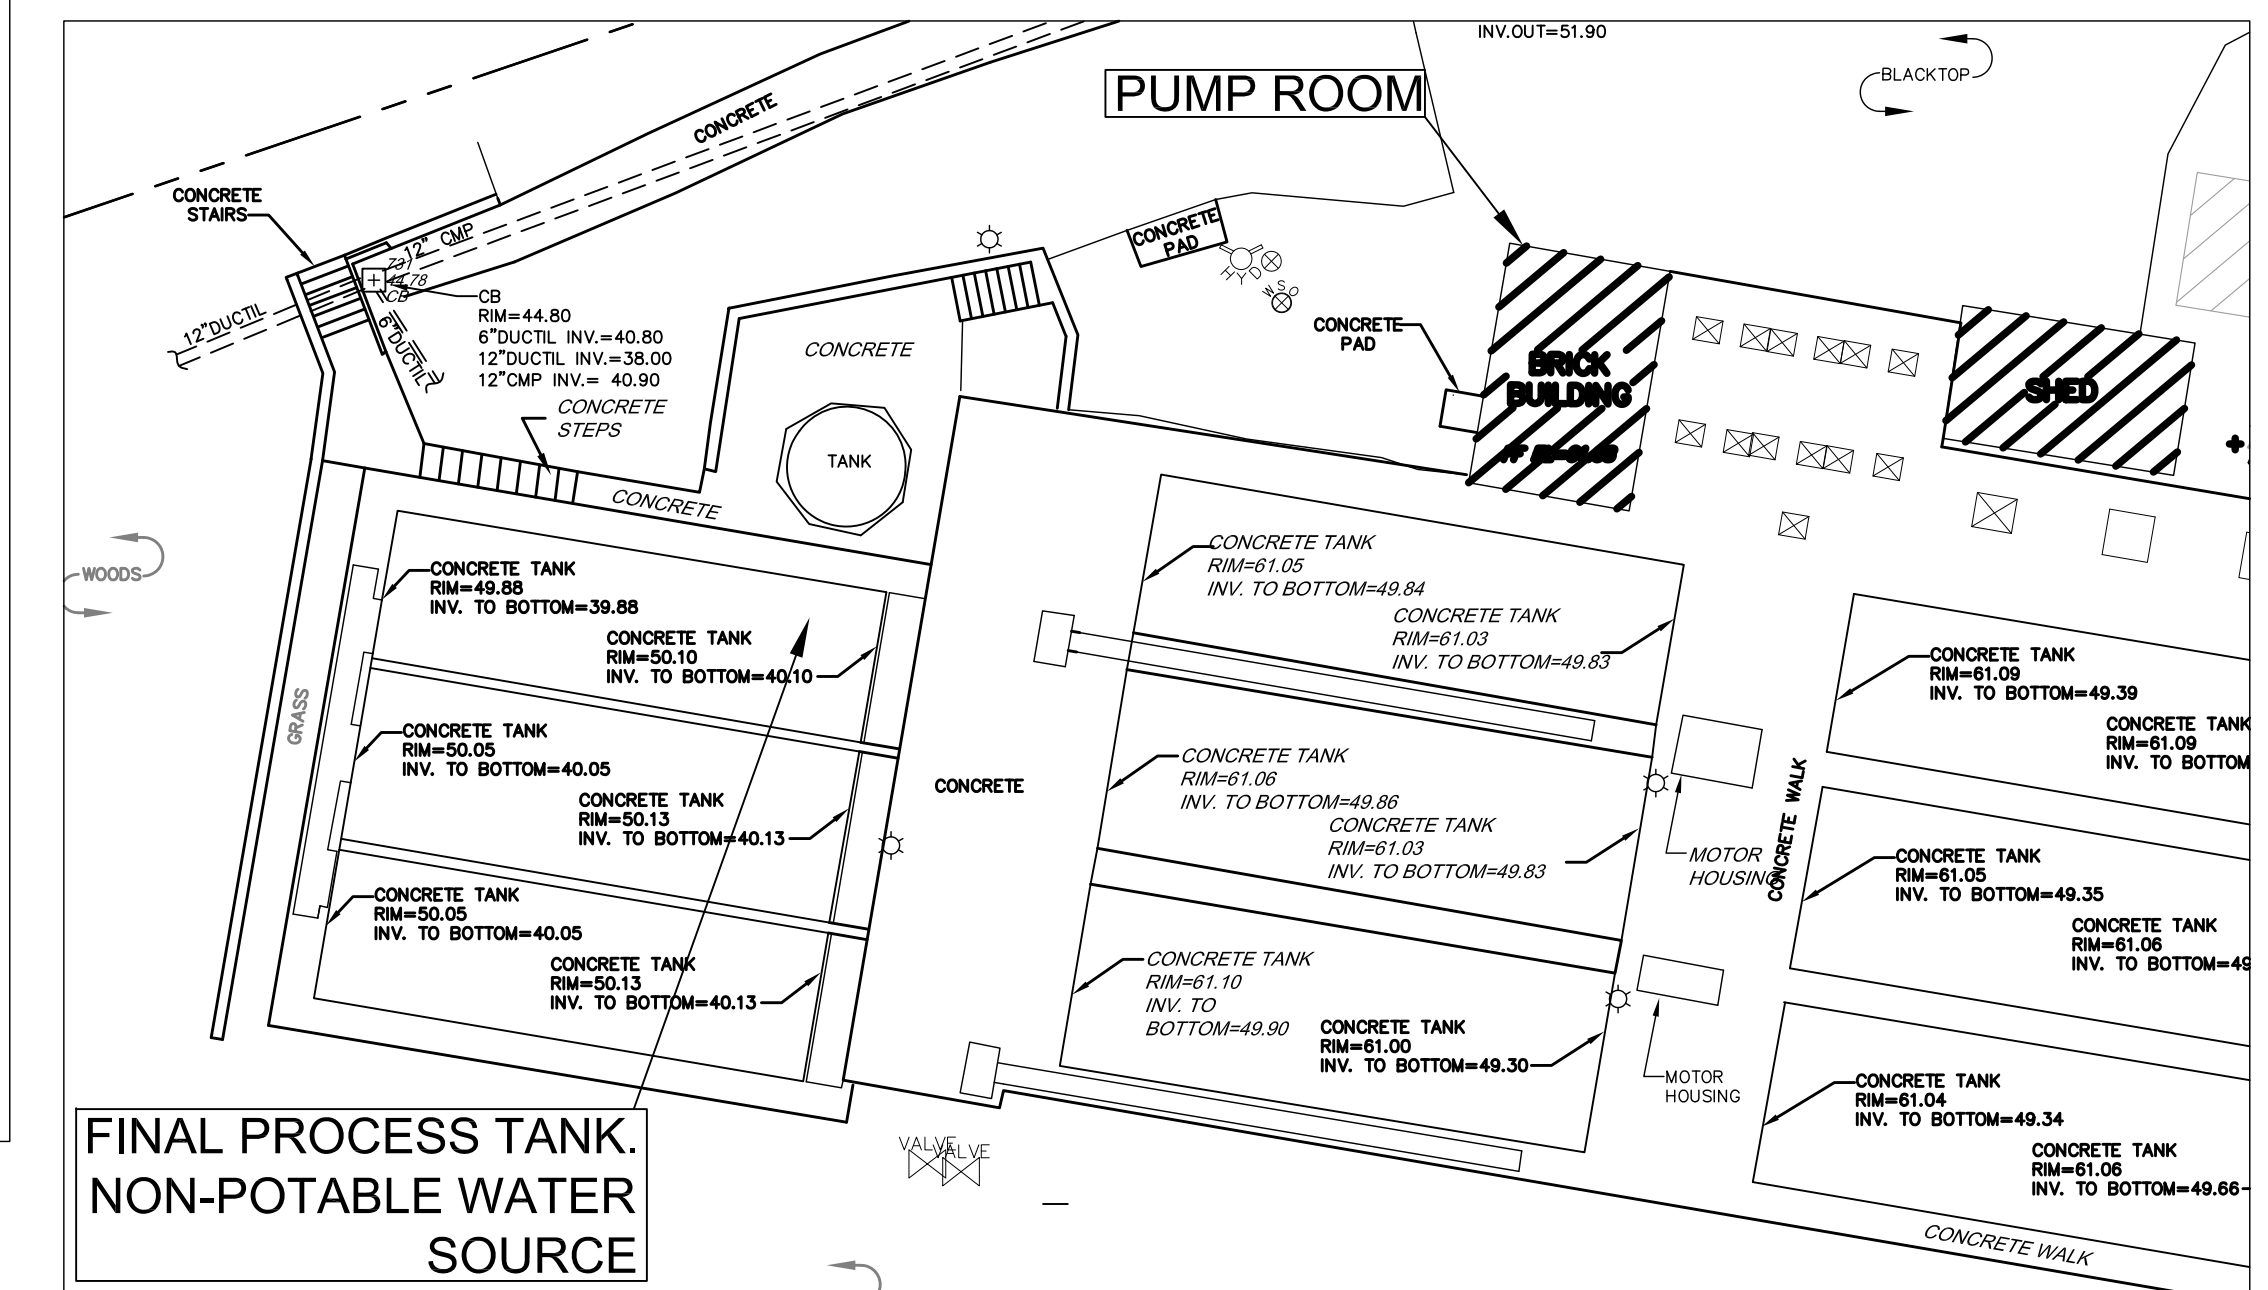 INV.OUT=51.90
BLACKTOP
PUMP ROOM
CONCRETE
CONCRETE
STAIRS
12" CMP
731
44.78
CB
12"DUCTIL
6"DUCTIL
CB
RIM=44.80
6"DUCTIL INV.=40.80
12"DUCTIL INV.=38.00
12"CMP INV.= 40.90
CONCRETE
STEPS
CONCRETE
TANK
CONCRETE
CONCRETE
PAD
HYD
WSO
CONCRETE
PAD
BRICK
BUILDING
SHED
WOODS
GRASS
CONCRETE TANK
RIM=49.88
INV. TO BOTTOM=39.88
CONCRETE TANK
RIM=50.10
INV. TO BOTTOM=40.10
CONCRETE TANK
RIM=50.05
INV. TO BOTTOM=40.05
CONCRETE TANK
RIM=50.13
INV. TO BOTTOM=40.13
CONCRETE TANK
RIM=50.05
INV. TO BOTTOM=40.05
CONCRETE TANK
RIM=50.13
INV. TO BOTTOM=40.13
CONCRETE
CONCRETE TANK
RIM=61.05
INV. TO BOTTOM=49.84
CONCRETE TANK
RIM=61.03
INV. TO BOTTOM=49.83
CONCRETE TANK
RIM=61.06
INV. TO BOTTOM=49.86
CONCRETE TANK
RIM=61.03
INV. TO BOTTOM=49.83
CONCRETE TANK
RIM=61.10
INV. TO
BOTTOM=49.90
CONCRETE TANK
RIM=61.00
INV. TO BOTTOM=49.30
MOTOR
HOUSING
MOTOR
HOUSING
CONCRETE WALK
CONCRETE TANK
RIM=61.09
INV. TO BOTTOM=49.39
CONCRETE TANK
RIM=61.09
INV. TO BOTTOM
CONCRETE TANK
RIM=61.05
INV. TO BOTTOM=49.35
CONCRETE TANK
RIM=61.06
INV. TO BOTTOM=49
CONCRETE TANK
RIM=61.04
INV. TO BOTTOM=49.34
CONCRETE TANK
RIM=61.06
INV. TO BOTTOM=49.66
CONCRETE WALK
VALVE
VALVE
FINAL PROCESS TANK.
NON-POTABLE WATER
SOURCE